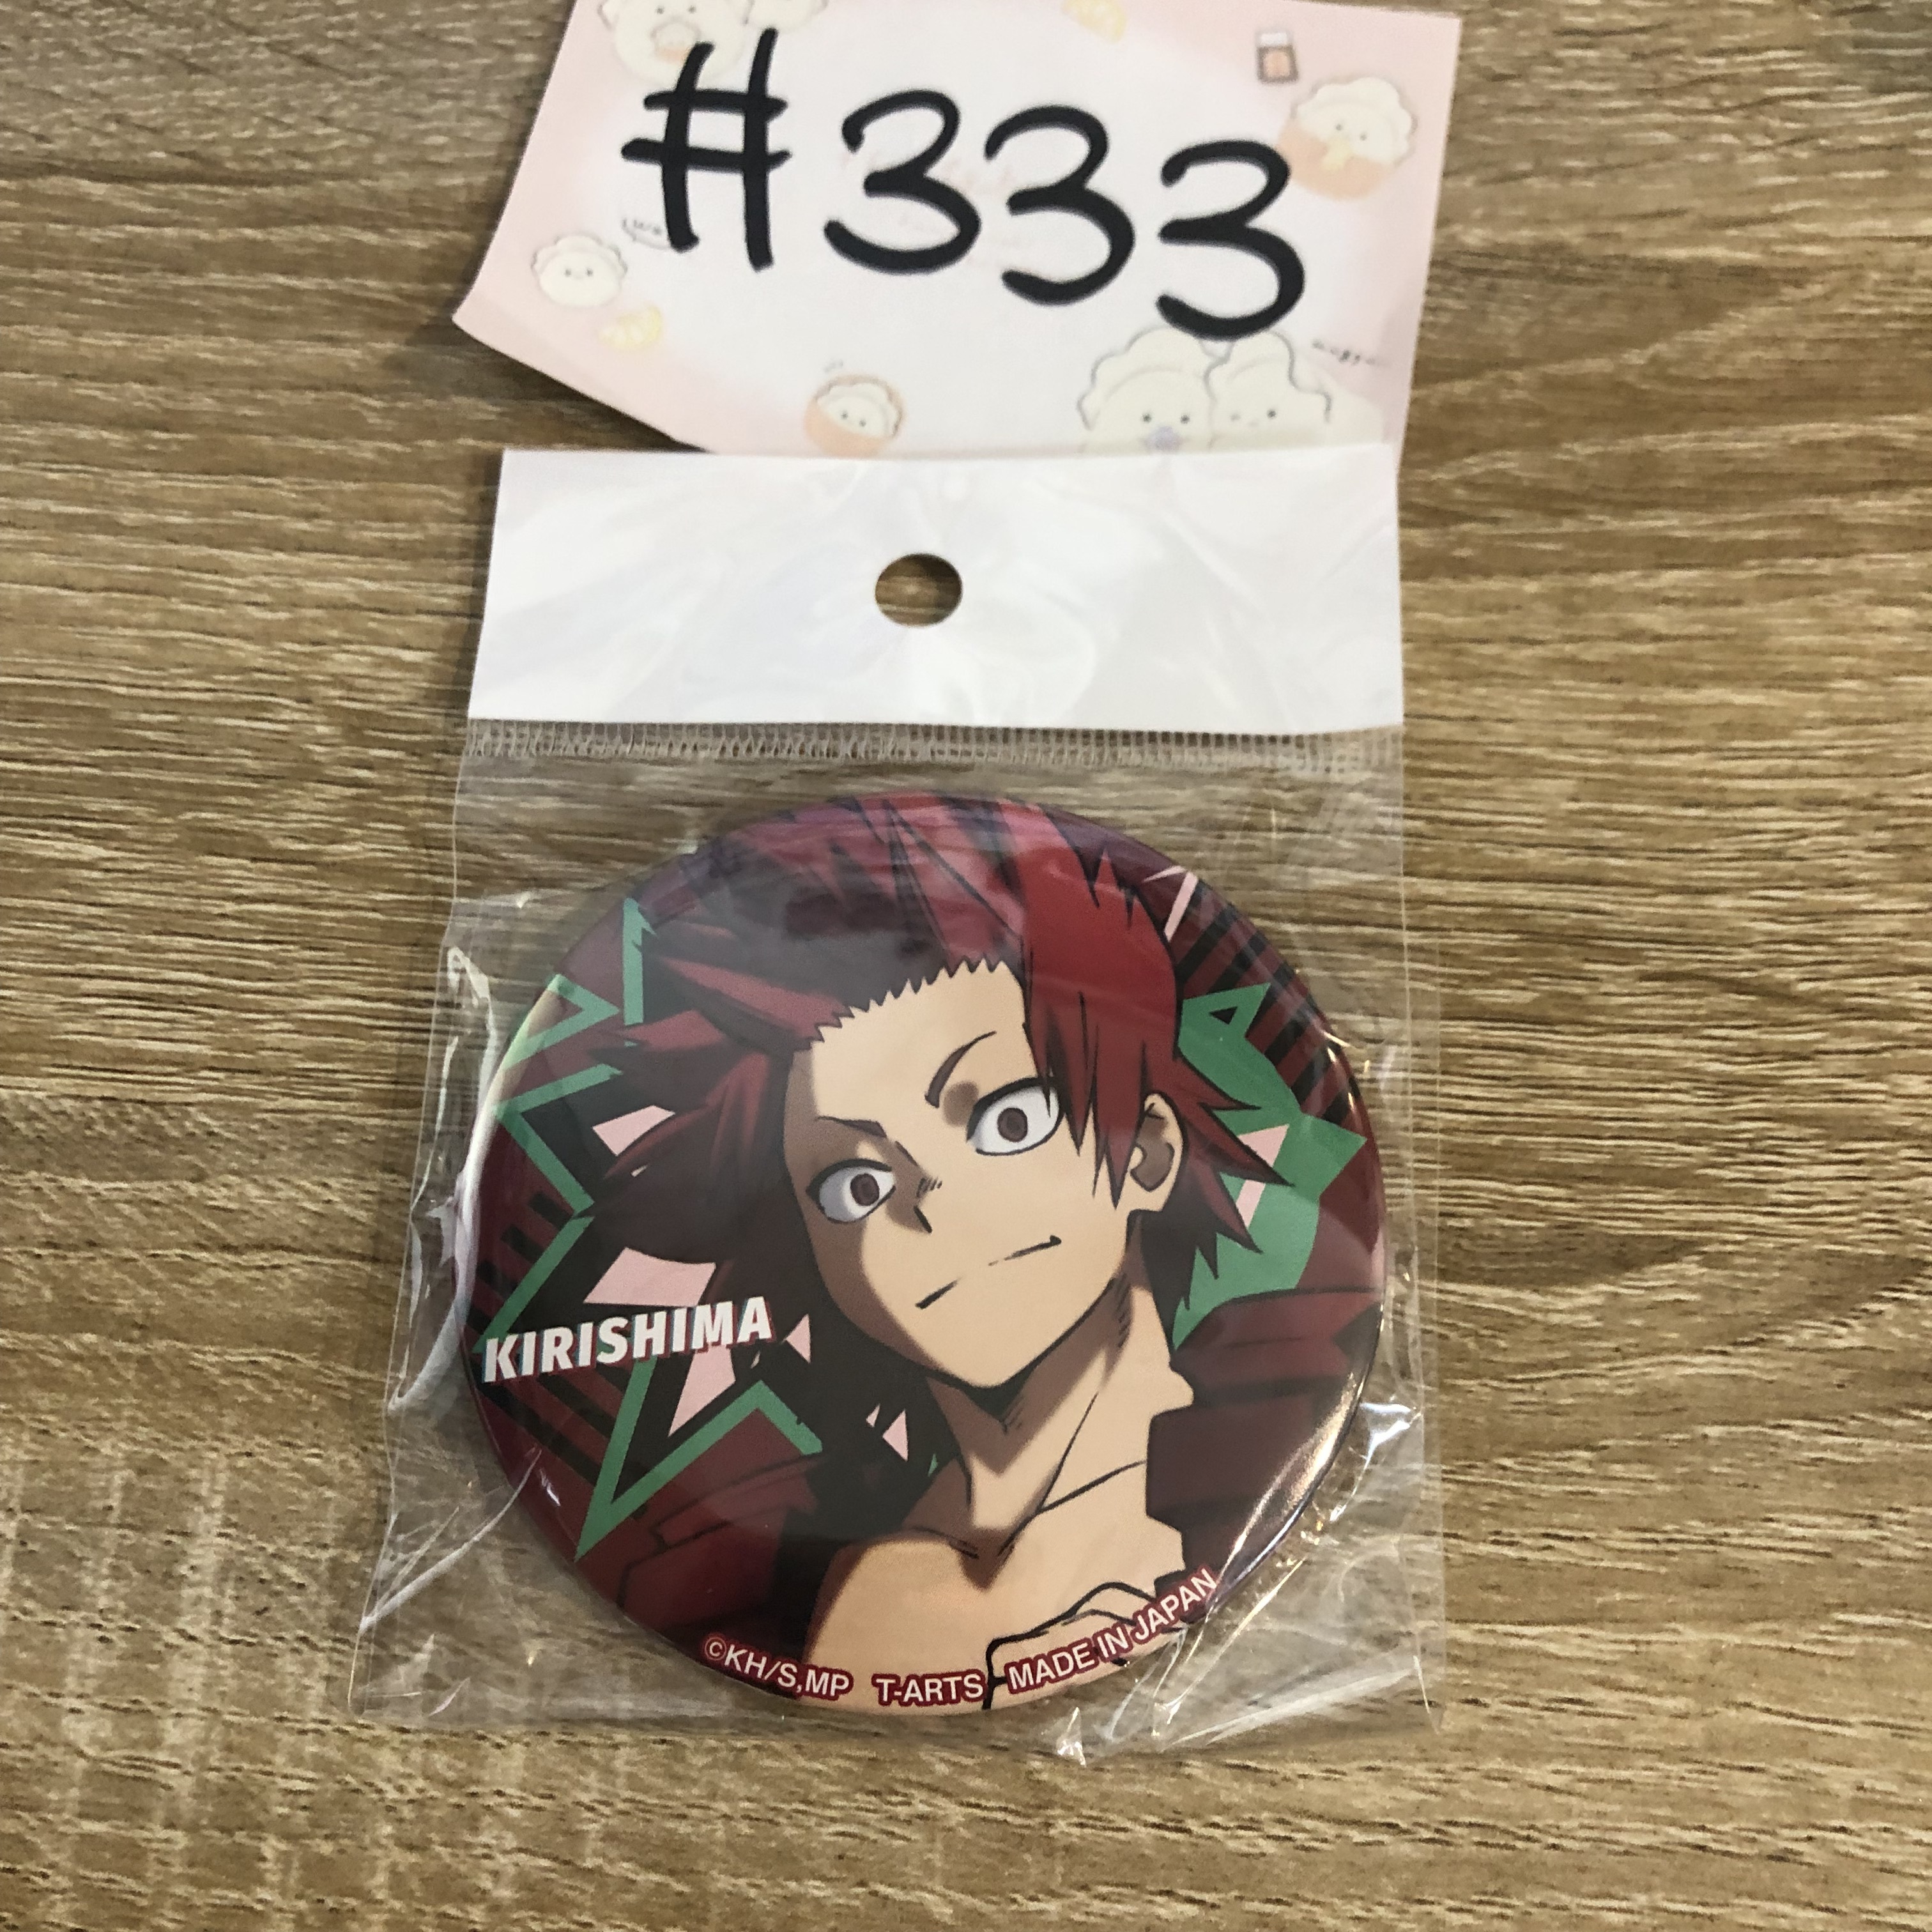 #333
KIRISHIMA
©KH/S,MP T-ARTS MADE IN JAPAN